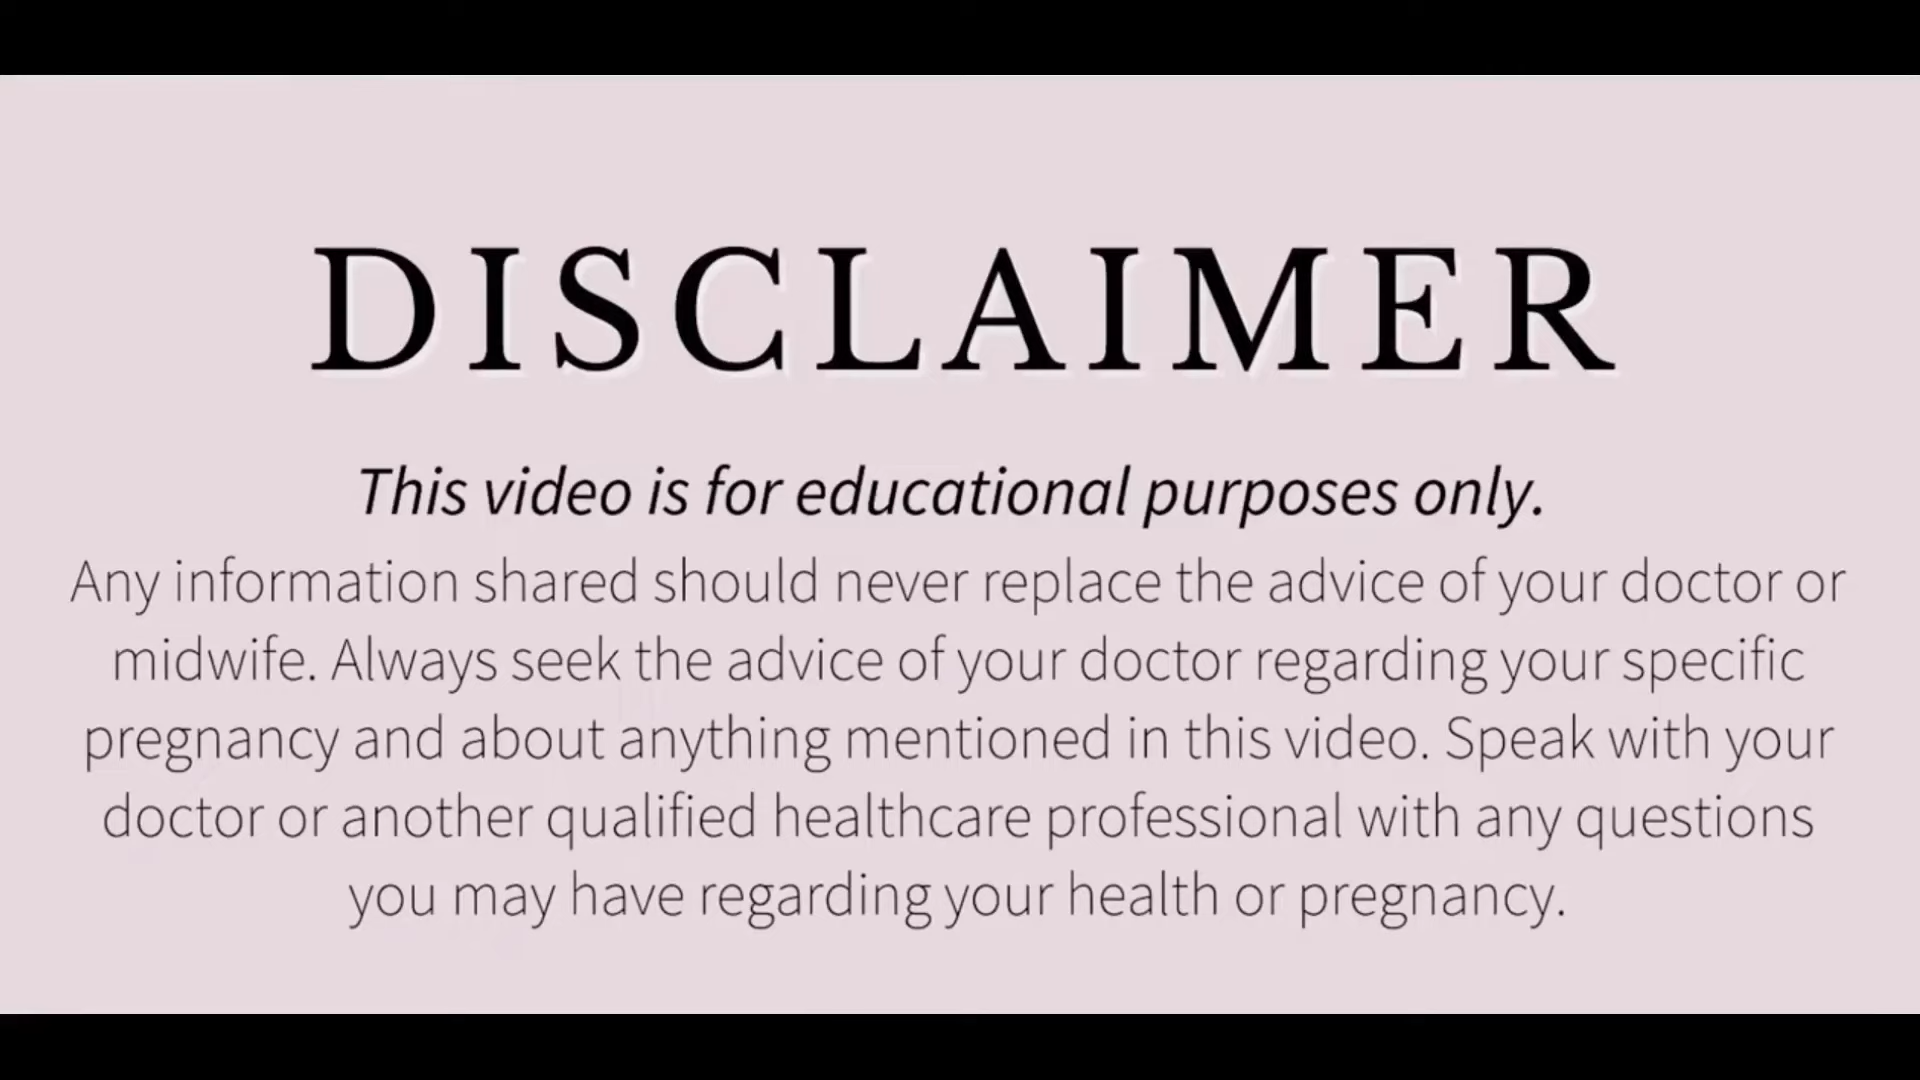 DISCLAIMER
This video is for educational purposes only.
Any information shared should never replace the advice of your doctor or
midwife. Always seek the advice of your doctor regarding your specific
pregnancy and about anything mentioned in this video. Speak with your
doctor or another qualified healthcare professional with any questions
you may have regarding your health or pregnancy.